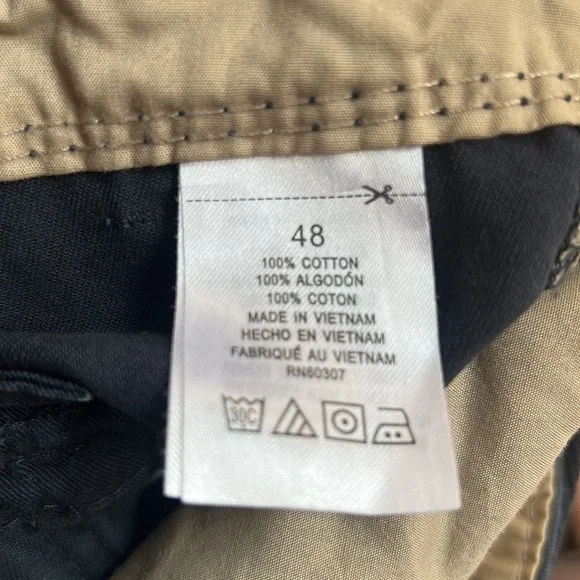 48
100% COTTON
100% ALGODÓN
100% COTON
MADE IN VIETNAM
HECHO EN VIETNAM
FABRIQUÉ AU VIETNAM
RN60307
30C